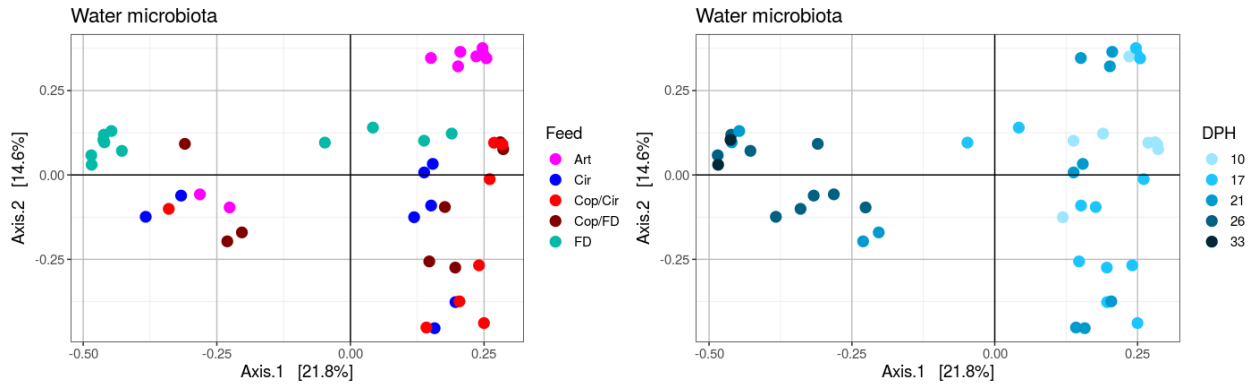 Water microbiota
0.25
0.00
-0.25
-0.50
-0.25
0.00
0.25
Axis.2 [14.6%]
Axis.1 [21.8%]
Feed
Art
Cir
Cop/Cir
Cop/FD
FD
Water microbiota
0.25
0.00
-0.25
-0.50
-0.25
0.00
0.25
Axis.2 [14.6%]
Axis.1 [21.8%]
DPH
10
17
21
26
33